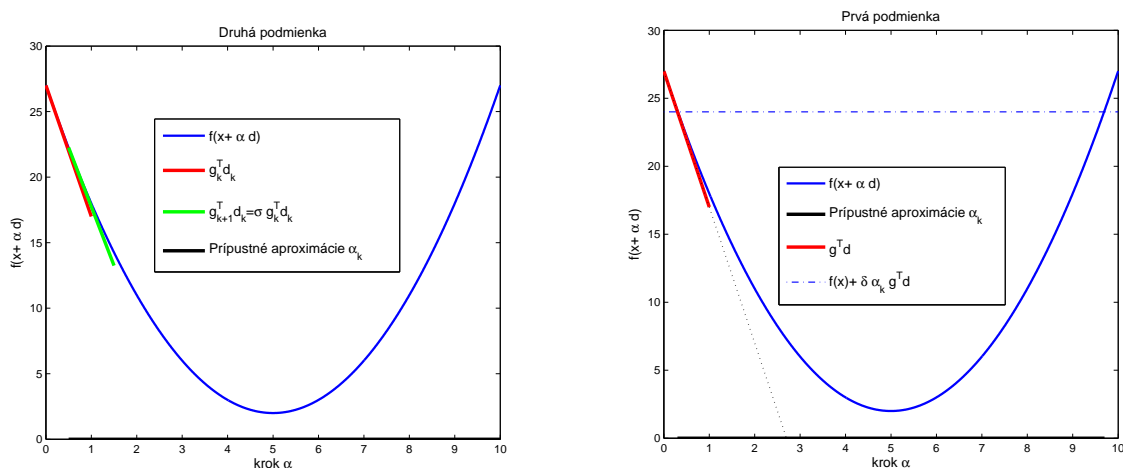 Druhá podmienka
30
25
20
15
10
5
0
f(x+ α d)
f(x+ α d)
g_k^T d_k
g_{k+1}^T d_k=σ g_k^T d_k
Prípustné aproximácie α_k
0 1 2 3 4 5 6 7 8 9 10
krok α
Prvá podmienka
30
25
20
15
10
5
0
f(x+ α d)
f(x+ α d)
Prípustné aproximácie α_k
g^T d
f(x)+ δ α_k g^T d
0 1 2 3 4 5 6 7 8 9 10
krok α